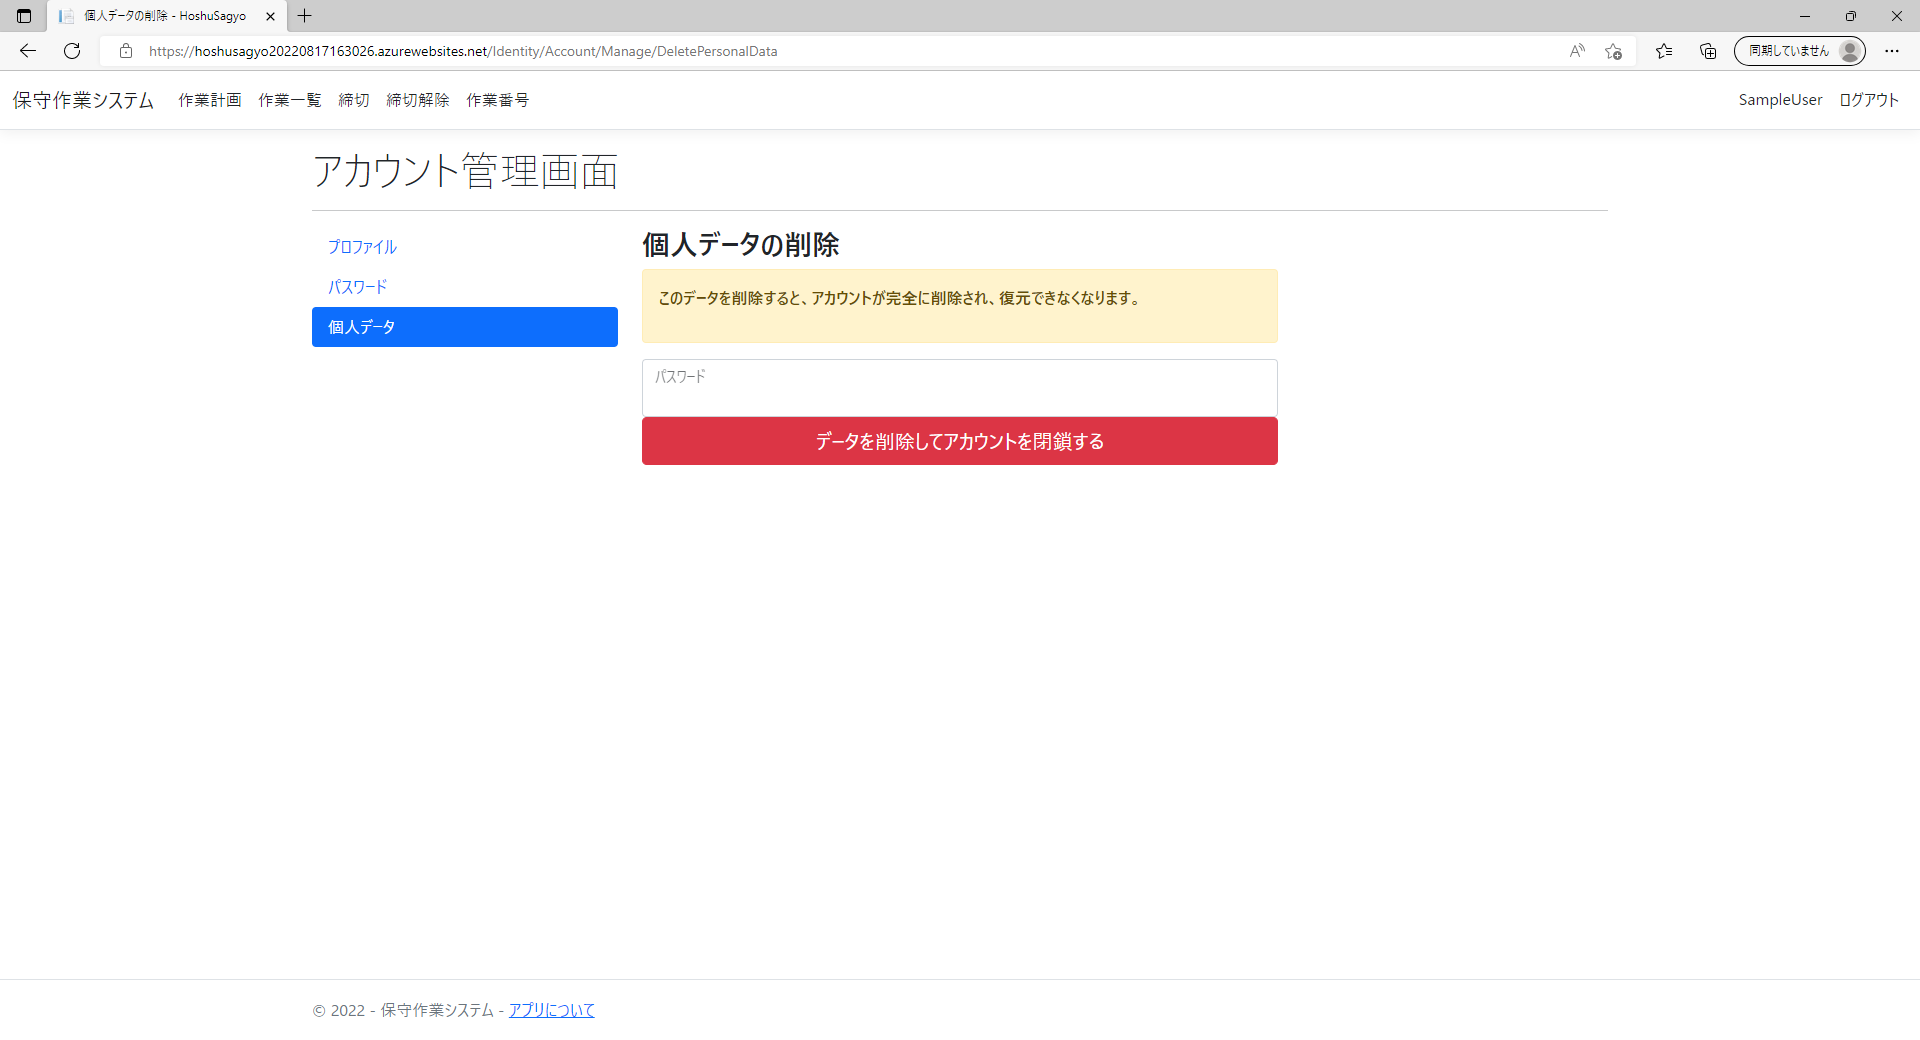 個人データの削除 - HoshuSagyo
https://hoshusagyo20220817163026.azurewebsites.net/Identity/Account/Manage/DeletePersonalData
同期していません
保守作業システム 作業計画 作業一覧 締切 締切解除 作業番号 SampleUser ログアウト
アカウント管理画面
プロファイル
パスワード
個人データ
個人データの削除
このデータを削除すると、アカウントが完全に削除され、復元できなくなります。
パスワード
データを削除してアカウントを閉鎖する
© 2022 - 保守作業システム - アプリについて